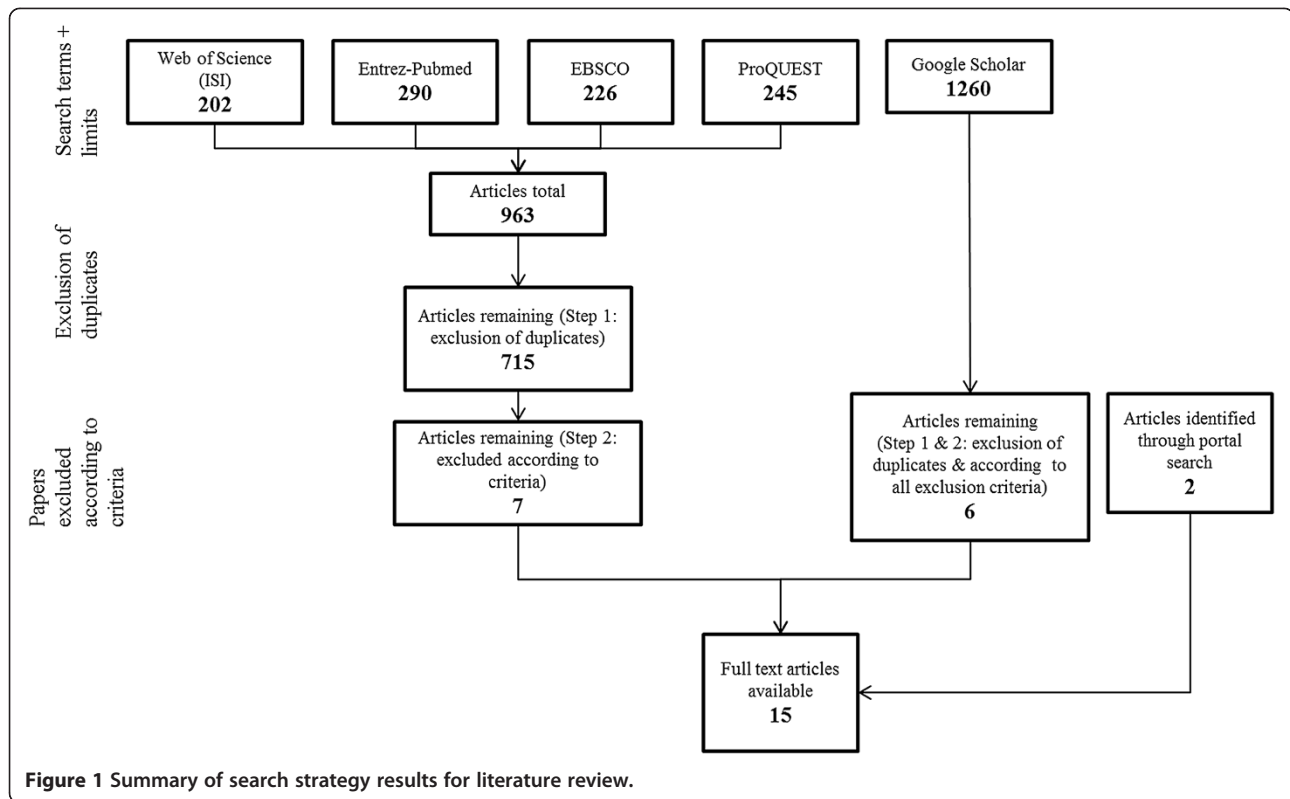 Search terms +
limits
Web of Science
(ISI)
202
Entrez-Pubmed
290
EBSCO
226
ProQUEST
245
Google Scholar
1260
Articles total
963
Exclusion of
duplicates
Articles remaining (Step 1:
exclusion of duplicates)
715
Papers
excluded
according to
criteria
Articles remaining (Step 2:
excluded according to
criteria)
7
Articles remaining
(Step 1 & 2: exclusion of
duplicates & according to
all exclusion criteria)
6
Articles identified
through portal
search
2
Full text articles
available
15
Figure 1 Summary of search strategy results for literature review.